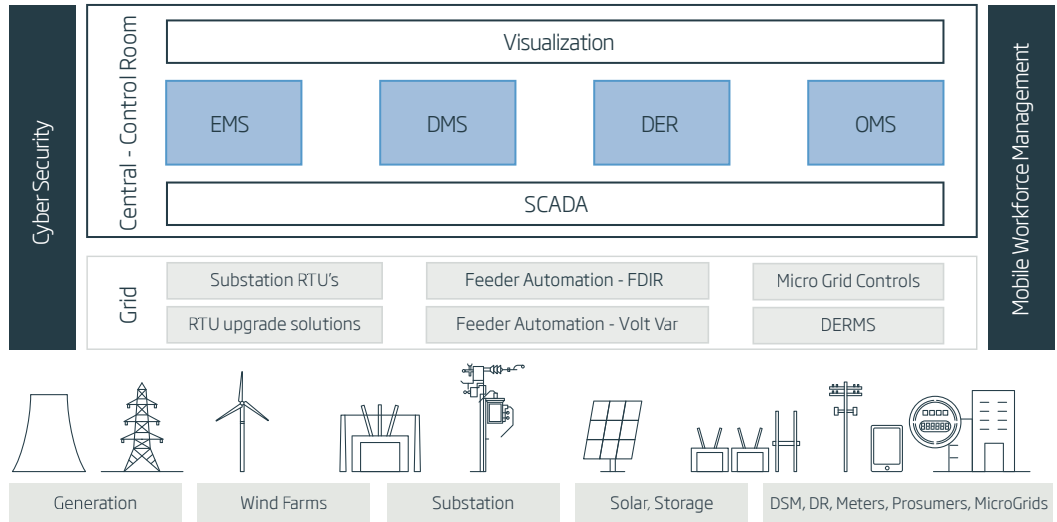 Cyber Security
Central - Control Room
Visualization
EMS
DMS
DER
OMS
SCADA
Mobile Workforce Management
Grid
Substation RTU's
Feeder Automation - FDIR
Micro Grid Controls
RTU upgrade solutions
Feeder Automation - Volt Var
DERMS
Generation
Wind Farms
Substation
Solar, Storage
DSM, DR, Meters, Prosumers, MicroGrids